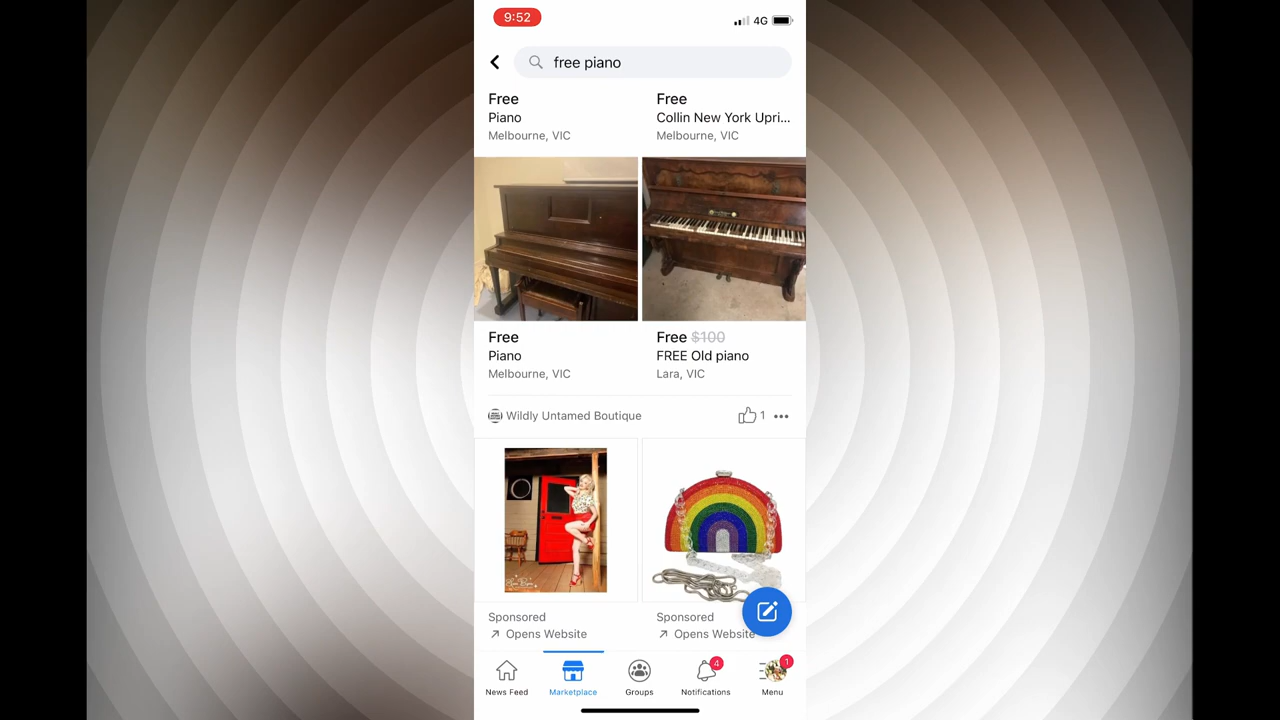 9:52
4G
free piano
Free
Piano
Melbourne, VIC
Free
Collin New York Upri...
Melbourne, VIC
Free
Piano
Melbourne, VIC
Free $100
FREE Old piano
Lara, VIC
Wildly Untamed Boutique
1
Sponsored
Opens Website
Sponsored
Opens Website
4
1
News Feed
Marketplace
Groups
Notifications
Menu